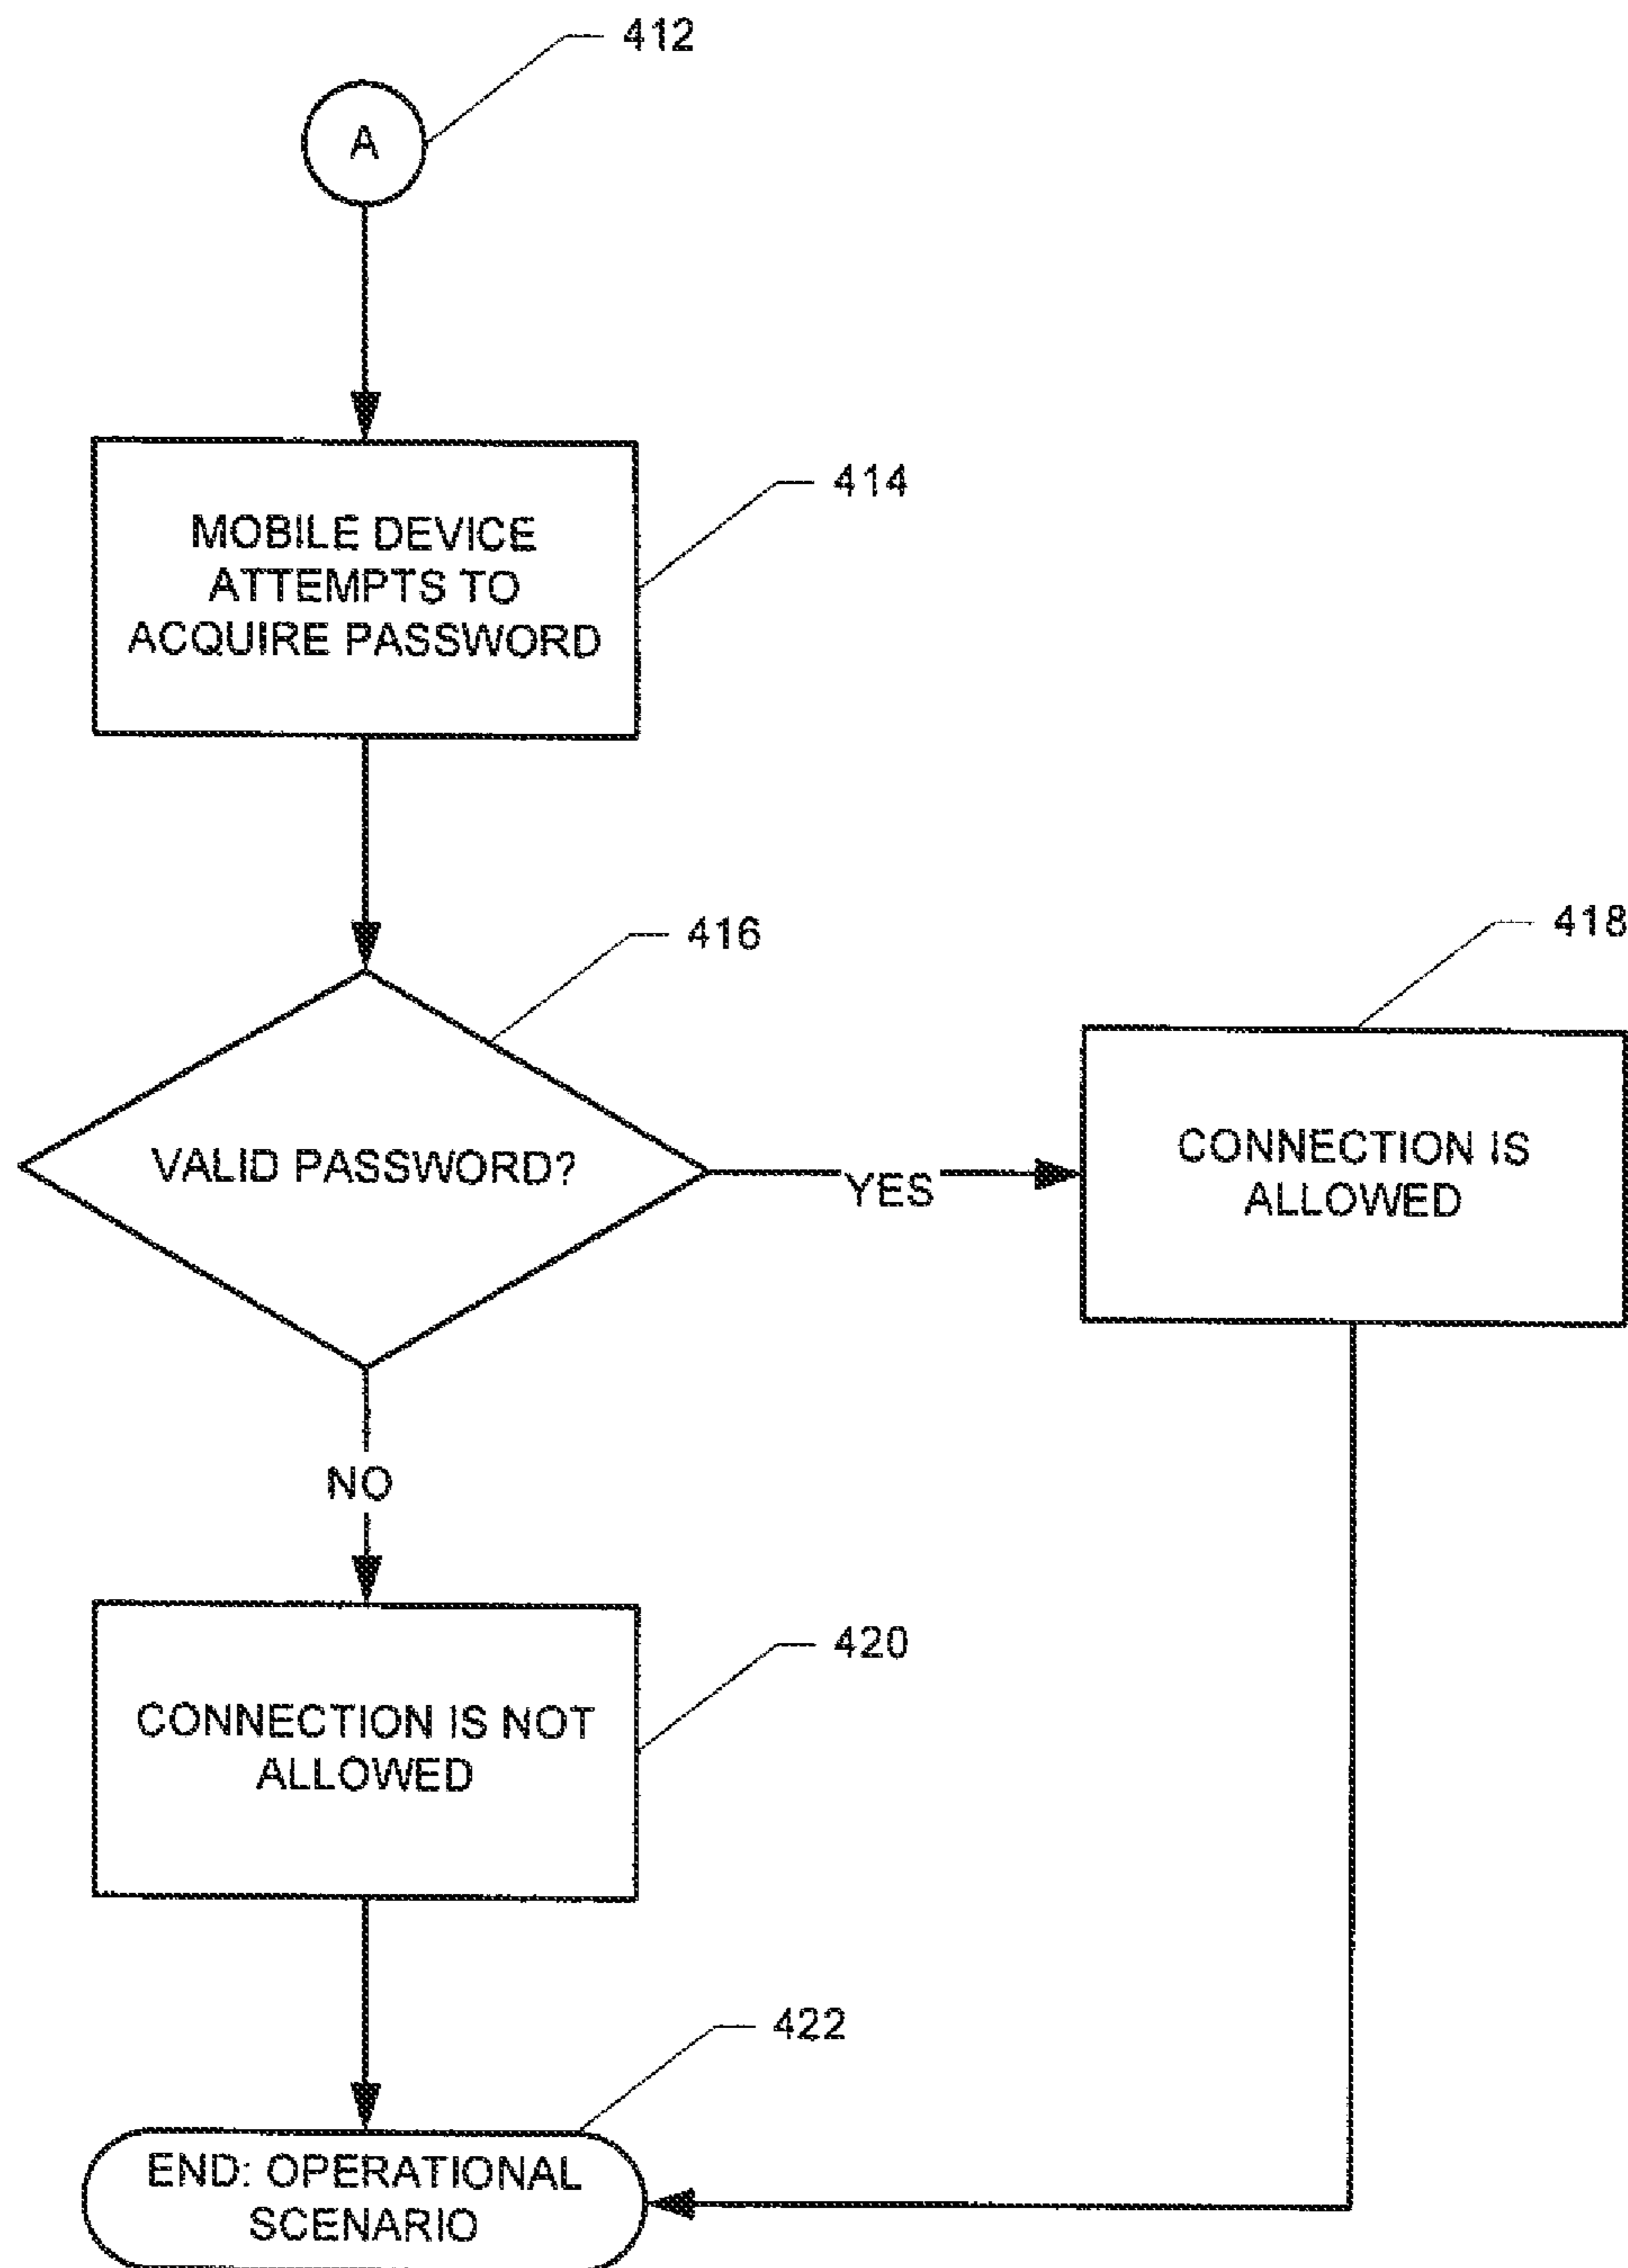 412
A
414
MOBILE DEVICE
ATTEMPTS TO
ACQUIRE PASSWORD
416
418
VALID PASSWORD?
YES
CONNECTION IS
ALLOWED
NO
420
CONNECTION IS NOT
ALLOWED
422
END: OPERATIONAL
SCENARIO